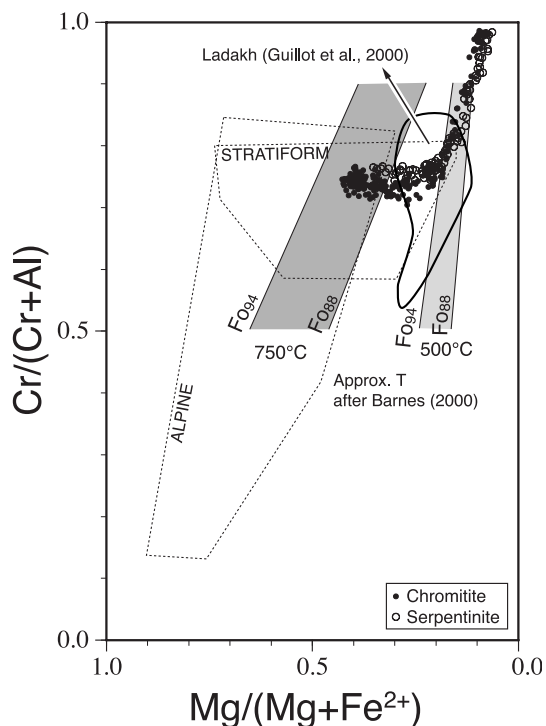 1.0
Ladakh (Guillot et al., 2000)
STRATIFORM
Cr/(Cr+Al)
0.5
Fo94
Fo88
Fo94
Fo88
750°C
500°C
Approx. T
after Barnes (2000)
ALPINE
Chromitite
Serpentinite
0.0
1.0
0.5
0.0
Mg/(Mg+Fe²⁺)